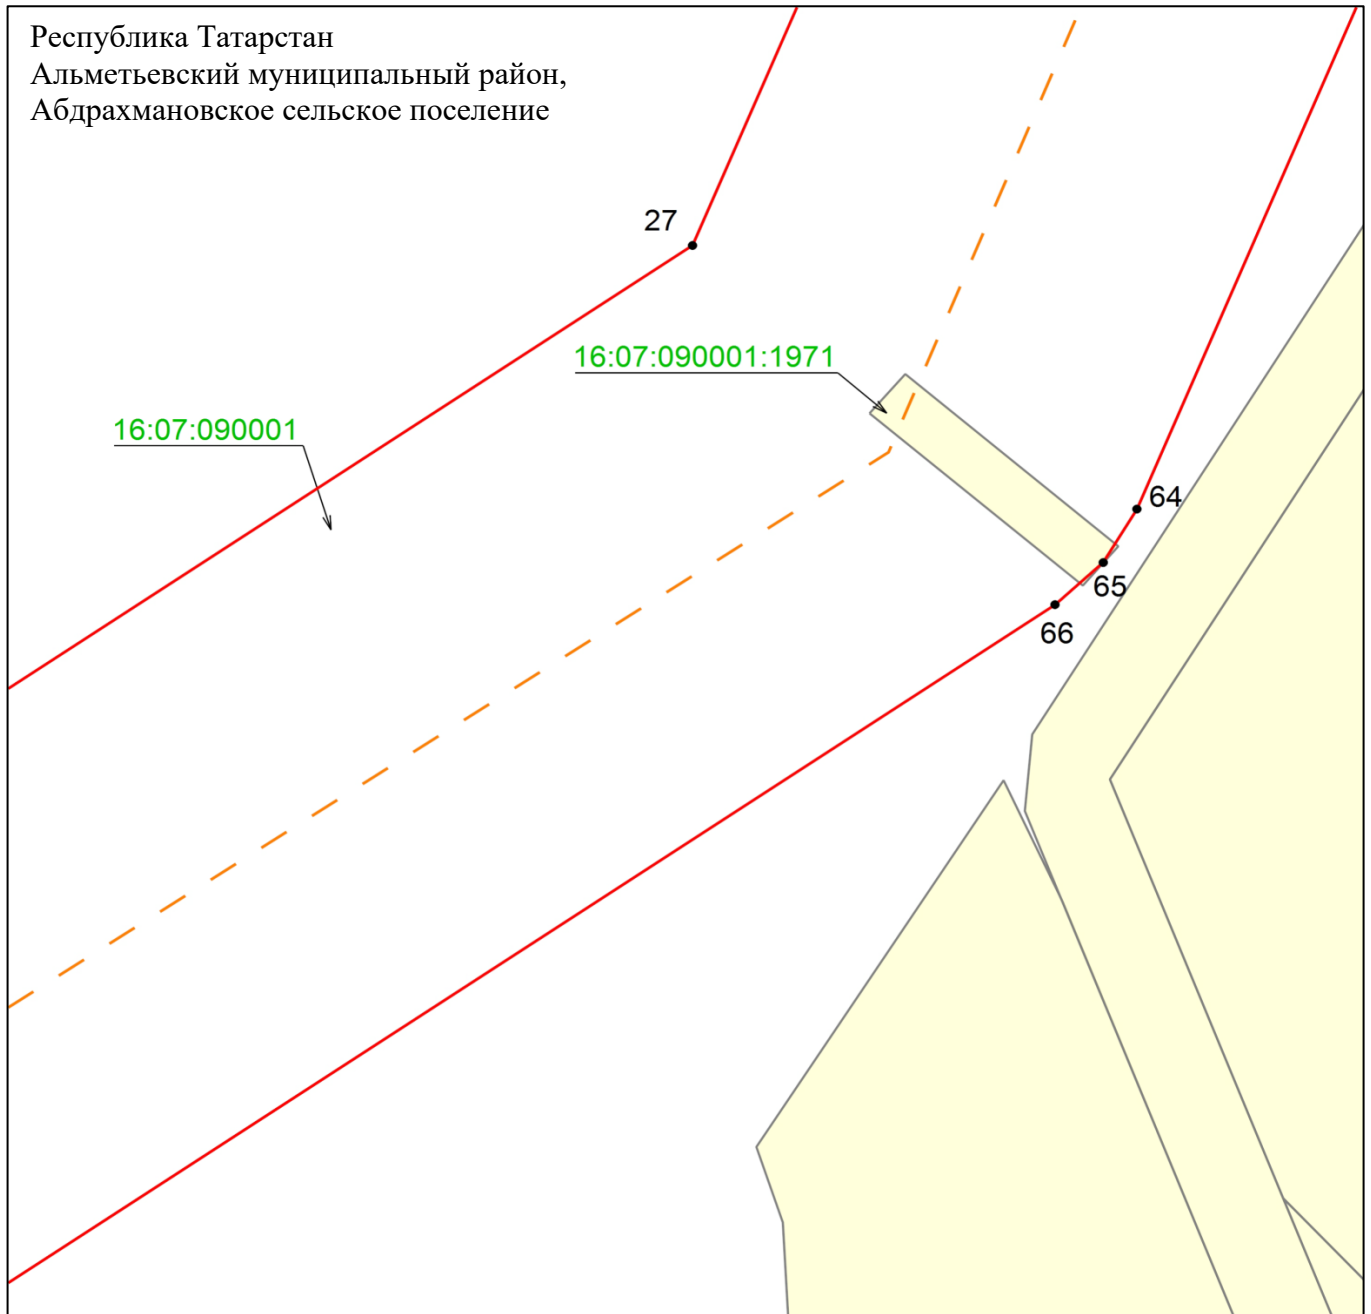 Республика Татарстан
Альметьевский муниципальный район,
Абдрахмановское сельское поселение
27
16:07:090001:1971
16:07:090001
64
65
66